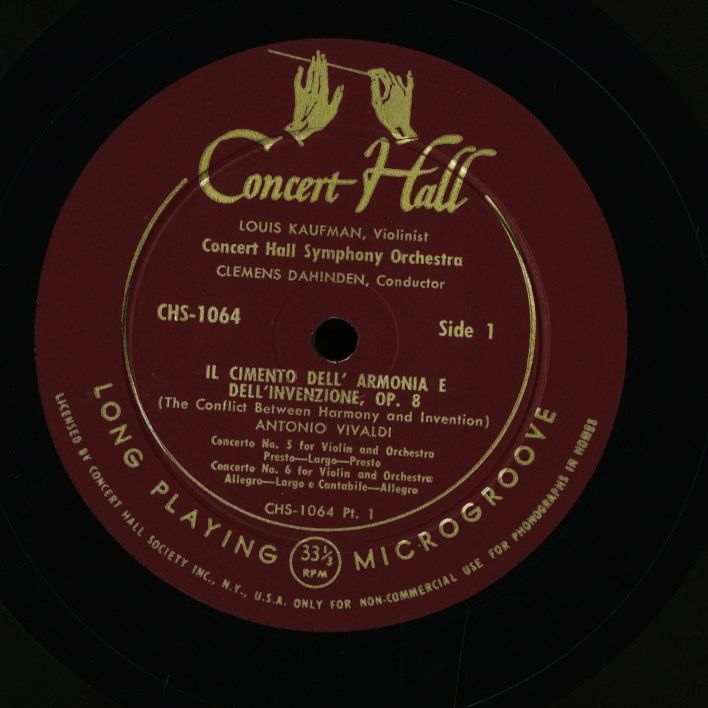 Concert Hall
LOUIS KAUFMAN, Violinist
Concert Hall Symphony Orchestra
CLEMENS DAHINDEN, Conductor
CHS-1064
Side 1
IL CIMENTO DELL' ARMONIA E
DELL'INVENZIONE, OP. 8
(The Conflict Between Harmony and Invention)
ANTONIO VIVALDI
Concerto No. 5 for Violin and Orchestra
Presto—Largo—Presto
Concerto No. 6 for Violin and Orchestra
Allegro—Largo e Cantabile—Allegro
CHS-1064 Pt. 1
LONG PLAYING 33⅓ RPM MICROGROOVE
LICENSED BY CONCERT HALL SOCIETY INC., N.Y., U.S.A. ONLY FOR NON-COMMERCIAL USE FOR PHONOGRAPHS IN HOMES